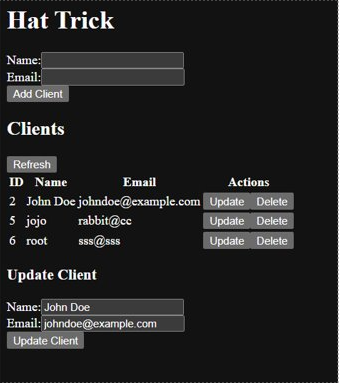 Hat Trick
Name:
Email:
Add Client
Clients
Refresh
ID Name Email Actions
2 John Doe johndoe@example.com Update Delete
5 jojo rabbit@cc Update Delete
6 root sss@sss Update Delete
Update Client
Name: John Doe
Email: johndoe@example.com
Update Client